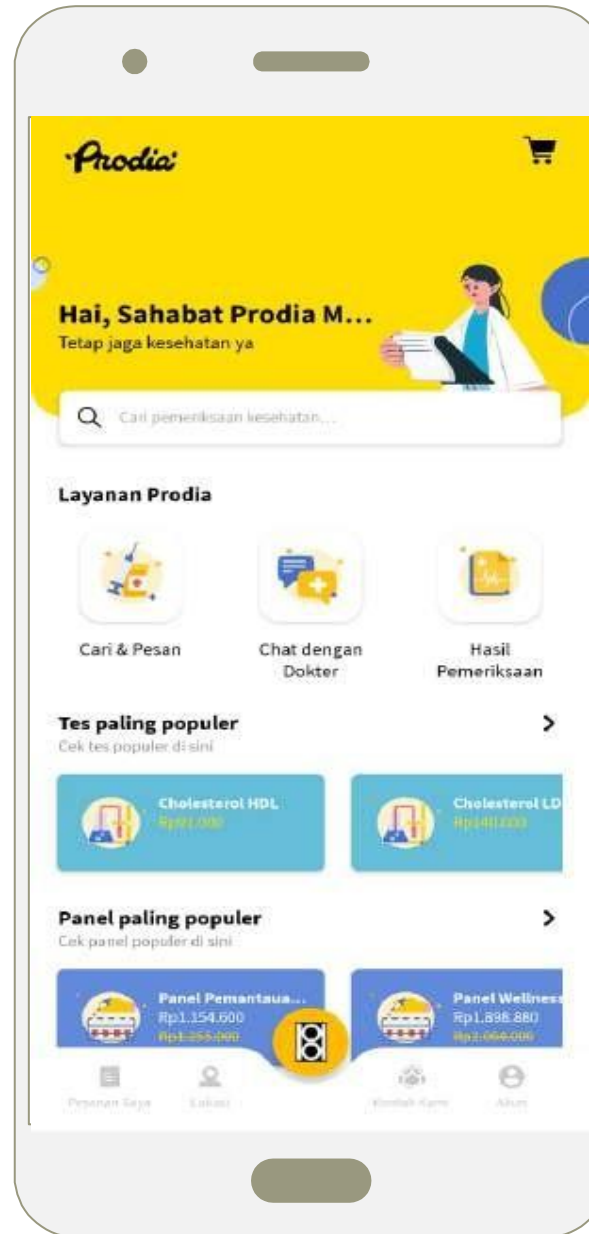 Prodia
Hai, Sahabat Prodia M...
Tetap jaga kesehatan ya
Cari pemeriksaan kesehatan...
Layanan Prodia
Cari & Pesan
Chat dengan
Dokter
Hasil
Pemeriksaan
Tes paling populer
Cek tes populer di sini
Cholesterol HDL
Cholesterol LD
Panel paling populer
Cek panel populer di sini
Panel Pemantaua...
Rp1.154.600
Panel Wellness
Rp1.898.880
Pesanan Saya
Lokasi
Kontak Kami
Akun